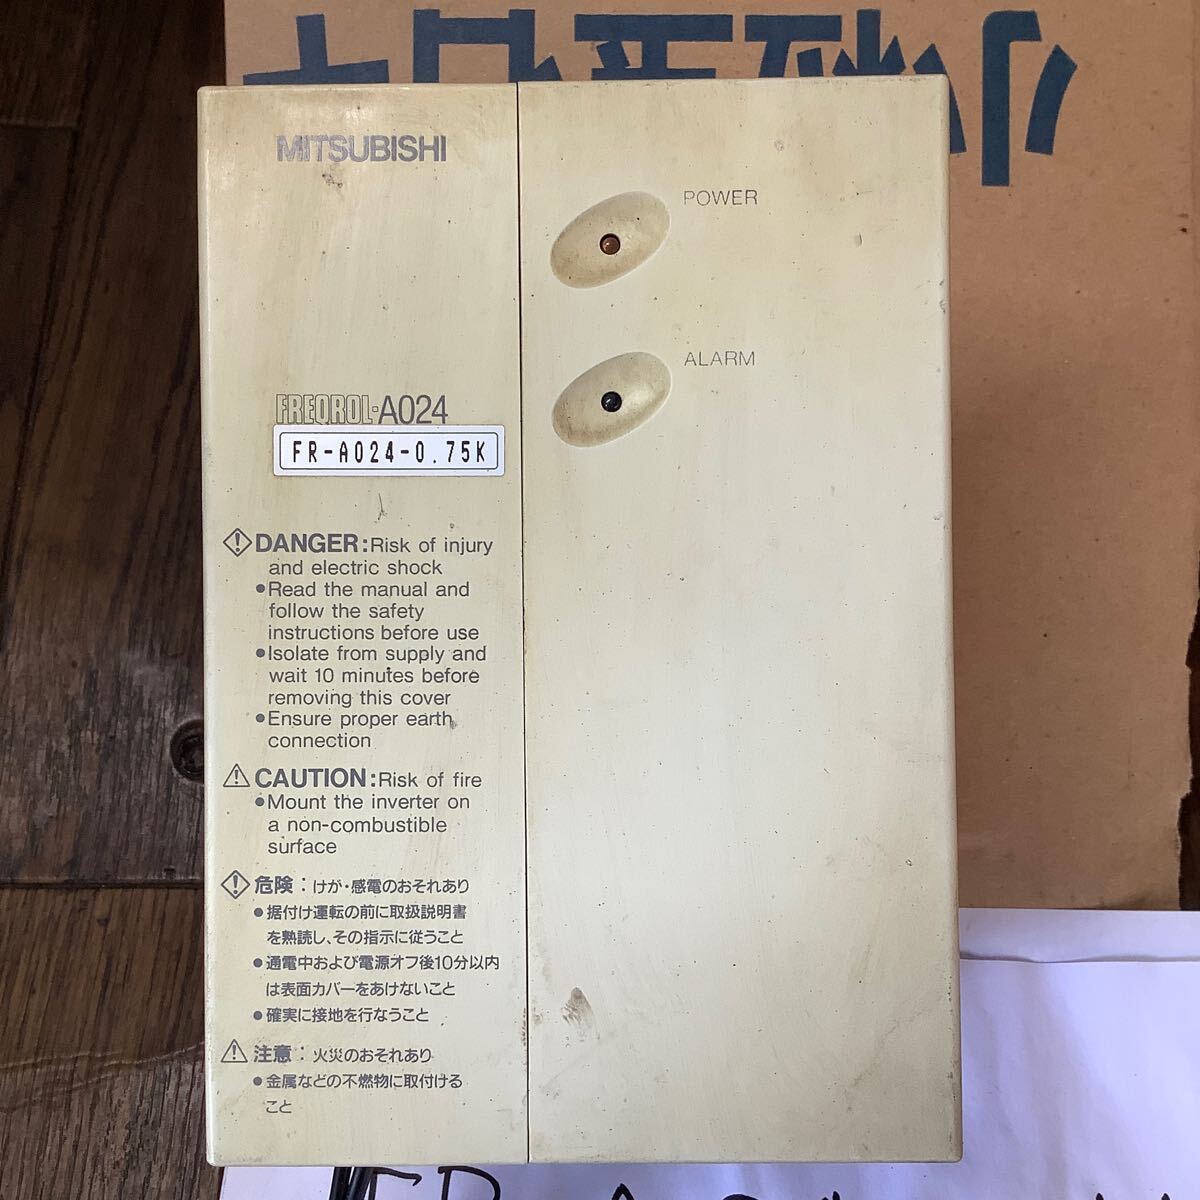 MITSUBISHI
POWER
ALARM
FREQROL-A024
FR-A024-0.75K
DANGER:Risk of injury
and electric shock
•Read the manual and
follow the safety
instructions before use
•Isolate from supply and
wait 10 minutes before
removing this cover
•Ensure proper earth
connection
CAUTION:Risk of fire
•Mount the inverter on
a non-combustible
surface
危険：けが・感電のおそれあり
•据付け運転の前に取扱説明書
を熟読し、その指示に従うこと
•通電中および電源オフ後10分以内
は表面カバーをあけないこと
•確実に接地を行なうこと
注意：火災のおそれあり
•金属などの不燃物に取付ける
こと